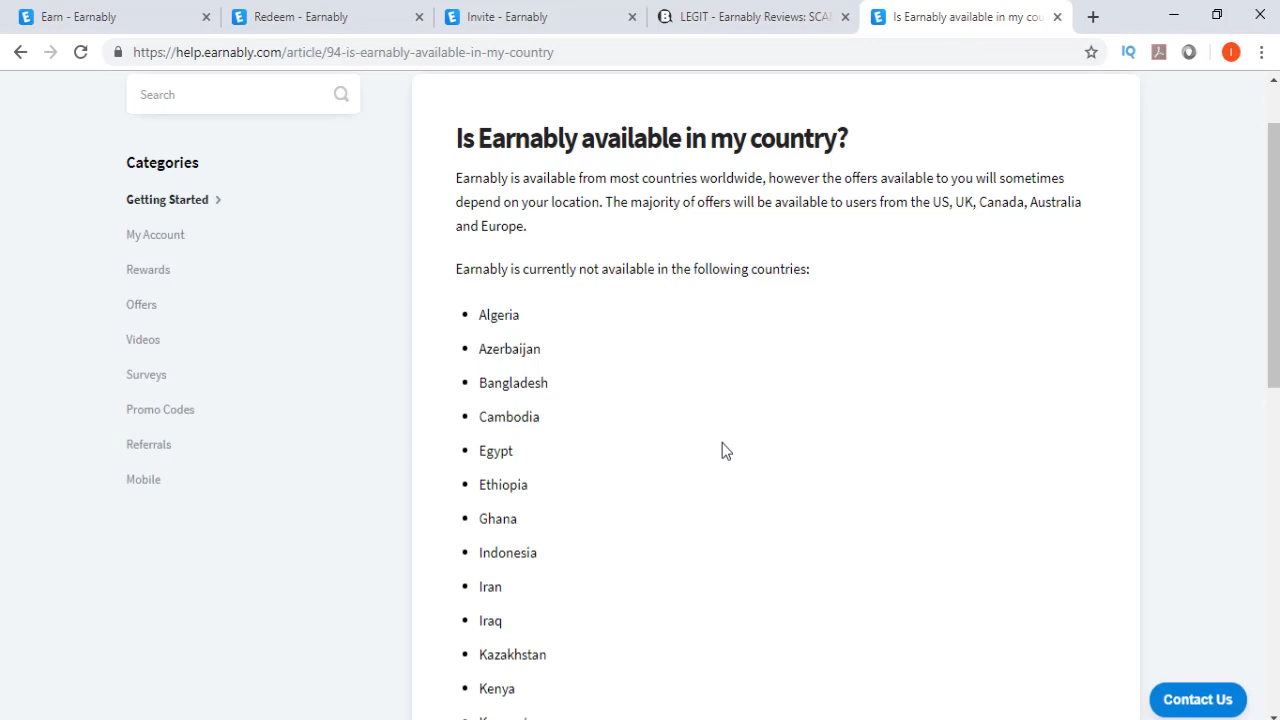 Earn - Earnably
Redeem - Earnably
Invite - Earnably
LEGIT - Earnably Reviews: SCA
Is Earnably available in my cou
https://help.earnably.com/article/94-is-earnably-available-in-my-country
IQ
I
Search
Categories
Getting Started
My Account
Rewards
Offers
Videos
Surveys
Promo Codes
Referrals
Mobile
Is Earnably available in my country?
Earnably is available from most countries worldwide, however the offers available to you will sometimes
depend on your location. The majority of offers will be available to users from the US, UK, Canada, Australia
and Europe.
Earnably is currently not available in the following countries:
Algeria
Azerbaijan
Bangladesh
Cambodia
Egypt
Ethiopia
Ghana
Indonesia
Iran
Iraq
Kazakhstan
Kenya
Contact Us